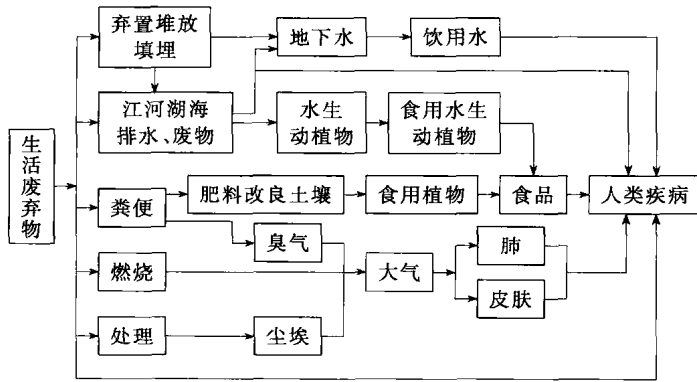 弃置堆放
填埋
地下水
饮用水
江河湖海
排水、废物
水生
动植物
食用水生
动植物
生活废弃物
粪便
肥料改良土壤
食用植物
食品
人类疾病
臭气
燃烧
大气
肺
皮肤
处理
尘埃